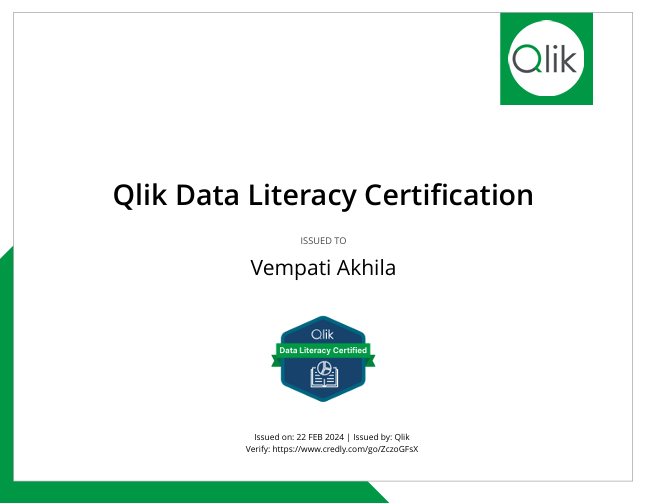 Qlik
Qlik Data Literacy Certification
ISSUED TO
Vempati Akhila
Qlik
Data Literacy Certified
Issued on: 22 FEB 2024 | Issued by: Qlik
Verify: https://www.credly.com/go/ZczoGFsX